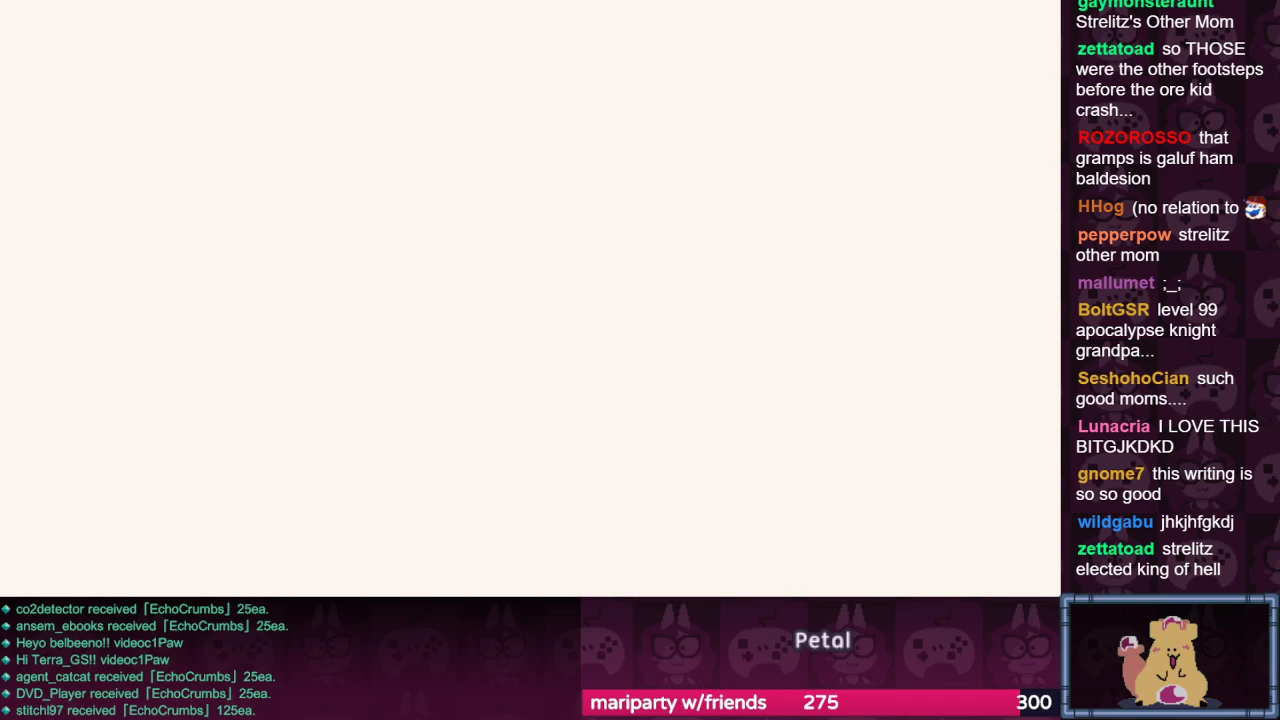 gaymonsteraunt
Strelitz's Other Mom
zettatoad so THOSE
were the other footsteps
before the ore kid
crash...
ROZOROSSO that
gramps is galuf ham
baldesion
HHog (no relation to
pepperpow strelitz
other mom
mallumet ;_;
BoltGSR level 99
apocalypse knight
grandpa...
SeshohoCian such
good moms....
Lunacria I LOVE THIS
BITGJKDKD
gnome7 this writing is
so so good
wildgabu jhkjhfgkdj
zettatoad strelitz
elected king of hell
co2detector received「EchoCrumbs」25ea.
ansem_ebooks received「EchoCrumbs」25ea.
Heyo beibeeno!! videoc1Paw
Hi Terra_GS!! videoc1Paw
agent_catcat received「EchoCrumbs」25ea.
DVD_Player received「EchoCrumbs」25ea.
stitchl97 received「EchoCrumbs」125ea.
Petal
mariparty w/friends 275 300